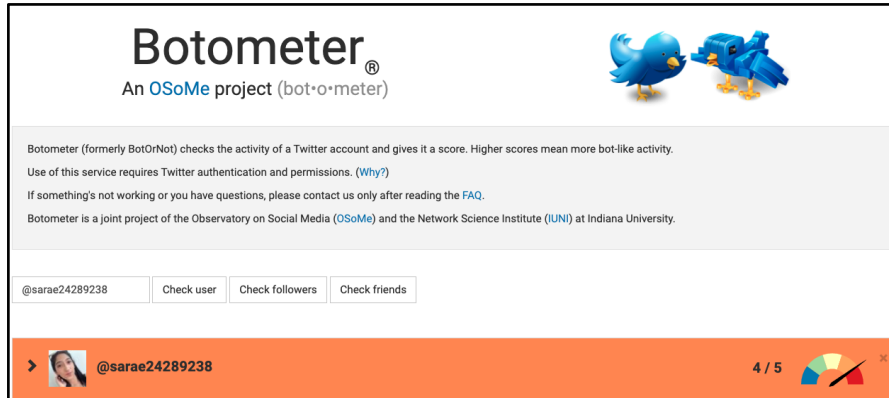 Botometer®
An OSoMe project (bot•o•meter)
Botometer (formerly BotOrNot) checks the activity of a Twitter account and gives it a score. Higher scores mean more bot-like activity.
Use of this service requires Twitter authentication and permissions. (Why?)
If something's not working or you have questions, please contact us only after reading the FAQ.
Botometer is a joint project of the Observatory on Social Media (OSoMe) and the Network Science Institute (IUNI) at Indiana University.
@sarae24289238 Check user Check followers Check friends
@sarae24289238 4 / 5 ×